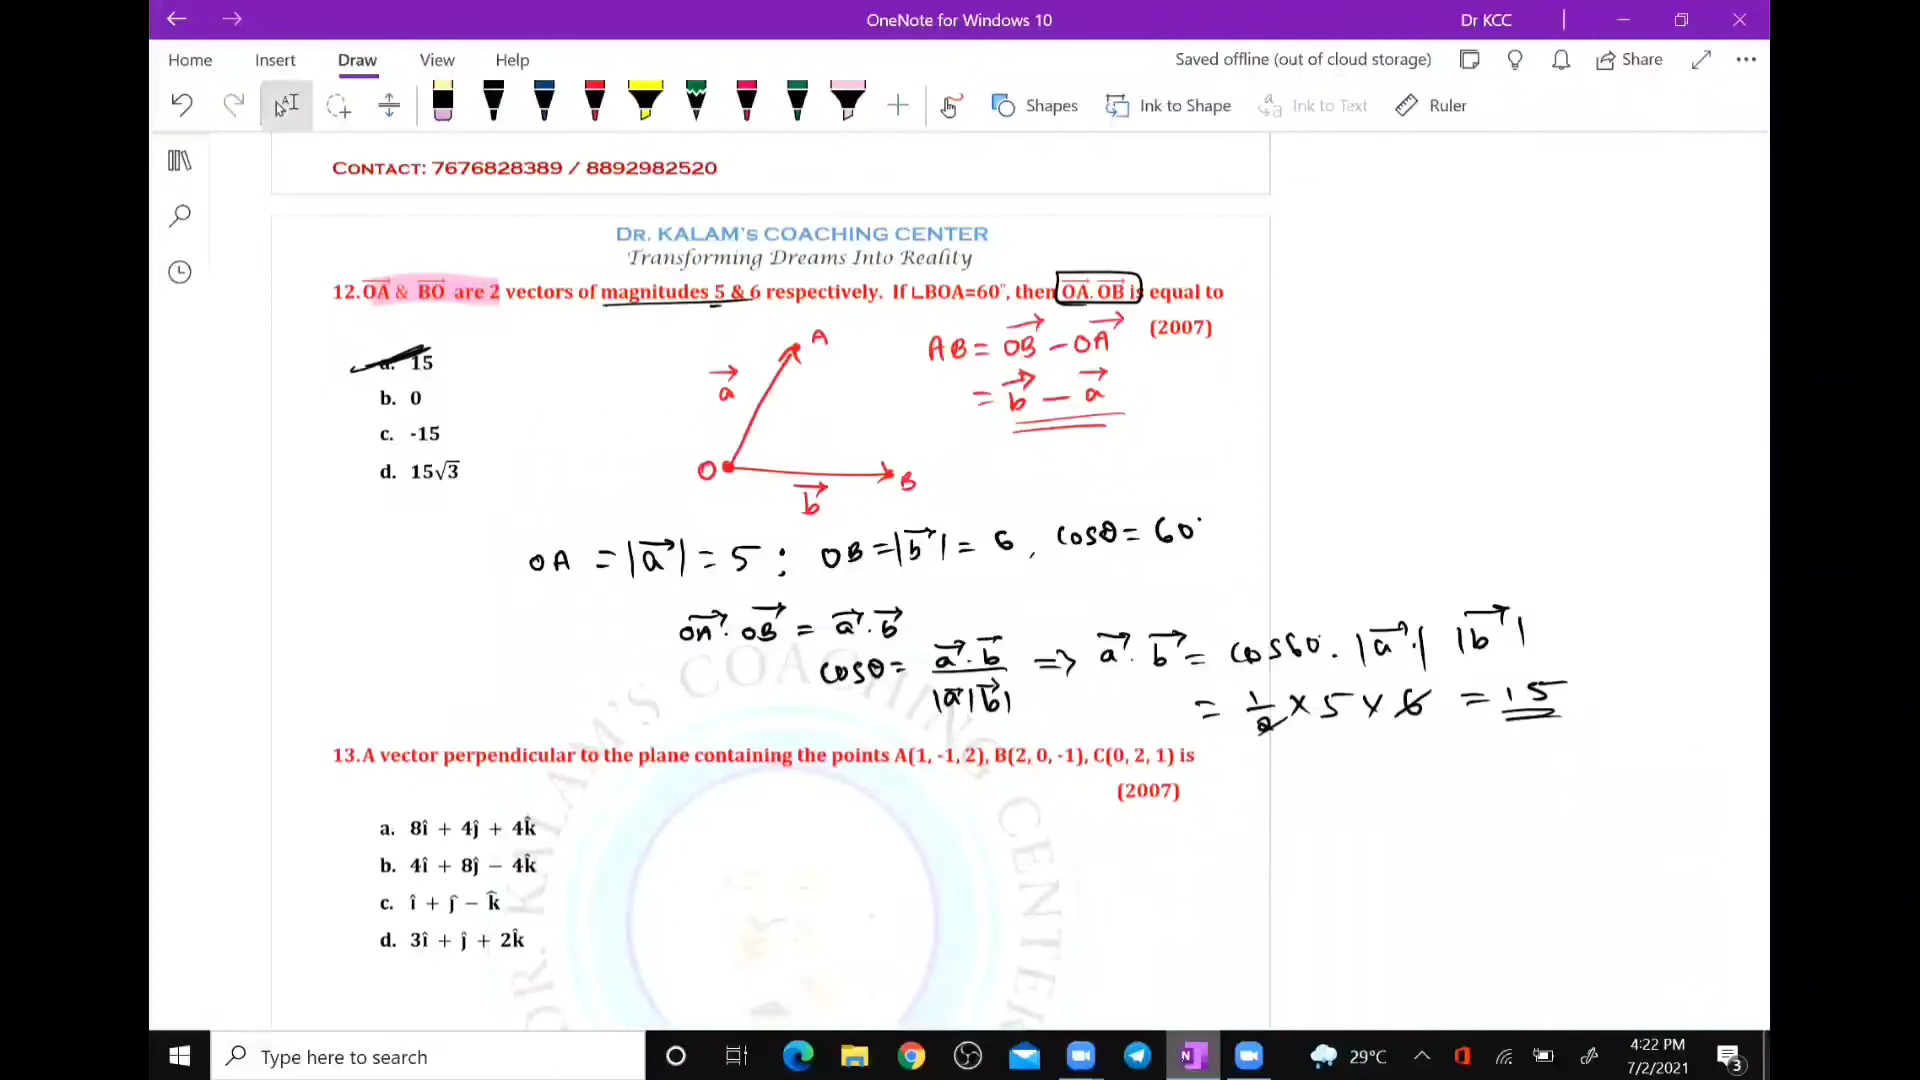 OneNote for Windows 10
Dr KCC
Home Insert Draw View Help
Saved offline (out of cloud storage)
Share
Shapes
Ink to Shape
Ink to Text
Ruler
CONTACT: 7676828389 / 8892982520
DR. KALAM's COACHING CENTER
Transforming Dreams Into Reality
12. OA⃗ & BO⃗ are 2 vectors of magnitudes 5 & 6 respectively. If ∟BOA=60°, then OA⃗. OB⃗ is equal to
(2007)
a. 15
b. 0
c. -15
d. 15√3
A
a⃗
O
b⃗
B
AB = OB⃗ − OA⃗
= b⃗ − a⃗
OA = |a⃗| = 5 ; OB = |b⃗| = 6, cosθ = 60°
OA⃗. OB⃗ = a⃗. b⃗
cosθ = a⃗. b⃗ / |a⃗||b⃗| => a⃗. b⃗ = cos60°. |a⃗|.|b⃗|
= 1/2 × 5 × 6 = 15
13. A vector perpendicular to the plane containing the points A(1, -1, 2), B(2, 0, -1), C(0, 2, 1) is
(2007)
a. 8î + 4ĵ + 4k̂
b. 4î + 8ĵ − 4k̂
c. î + ĵ − k̂
d. 3î + ĵ + 2k̂
DR. KALAM's COACHING CENTER
Type here to search
29°C
4:22 PM
7/2/2021
3